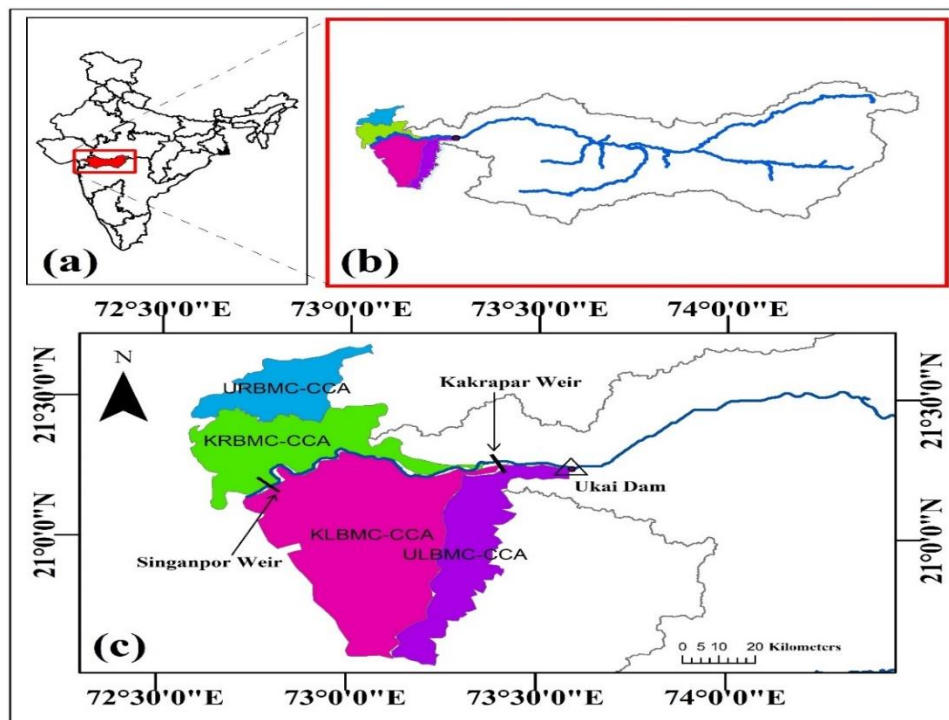 (a)
(b)
72°30'0"E 73°0'0"E 73°30'0"E 74°0'0"E
N
21°30'0"N
21°0'0"N
URBMC-CCA
KRBMC-CCA
Kakrapar Weir
Ukai Dam
KLBMC-CCA
ULBMC-CCA
Singanpor Weir
21°30'0"N
21°0'0"N
(c)
0 5 10 20 Kilometers
72°30'0"E 73°0'0"E 73°30'0"E 74°0'0"E